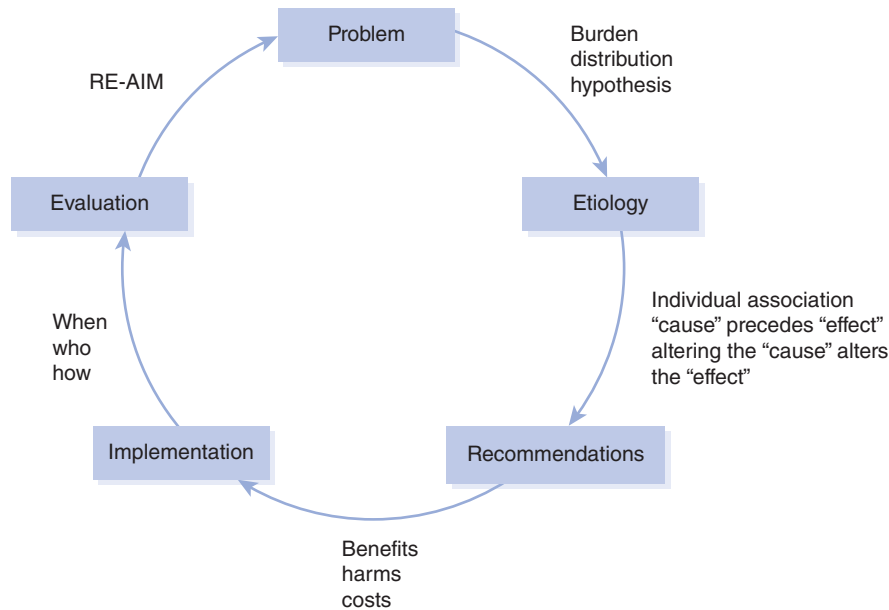 Problem
Burden
distribution
hypothesis
Etiology
Individual association
“cause” precedes “effect”
altering the “cause” alters
the “effect”
Recommendations
Benefits
harms
costs
Implementation
When
who
how
Evaluation
RE-AIM